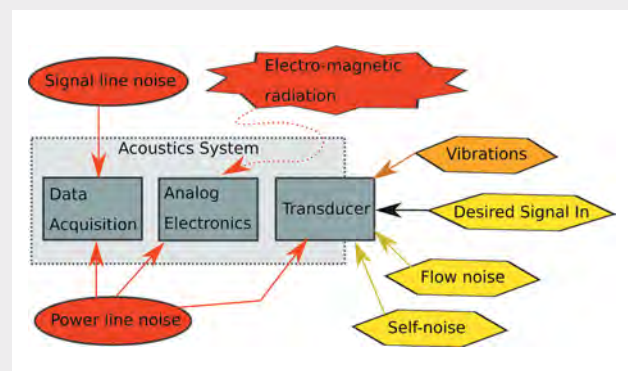 Signal line noise
Electro-magnetic
radiation
Acoustics System
Data
Acquisition
Analog
Electronics
Transducer
Vibrations
Desired Signal In
Flow noise
Self-noise
Power line noise